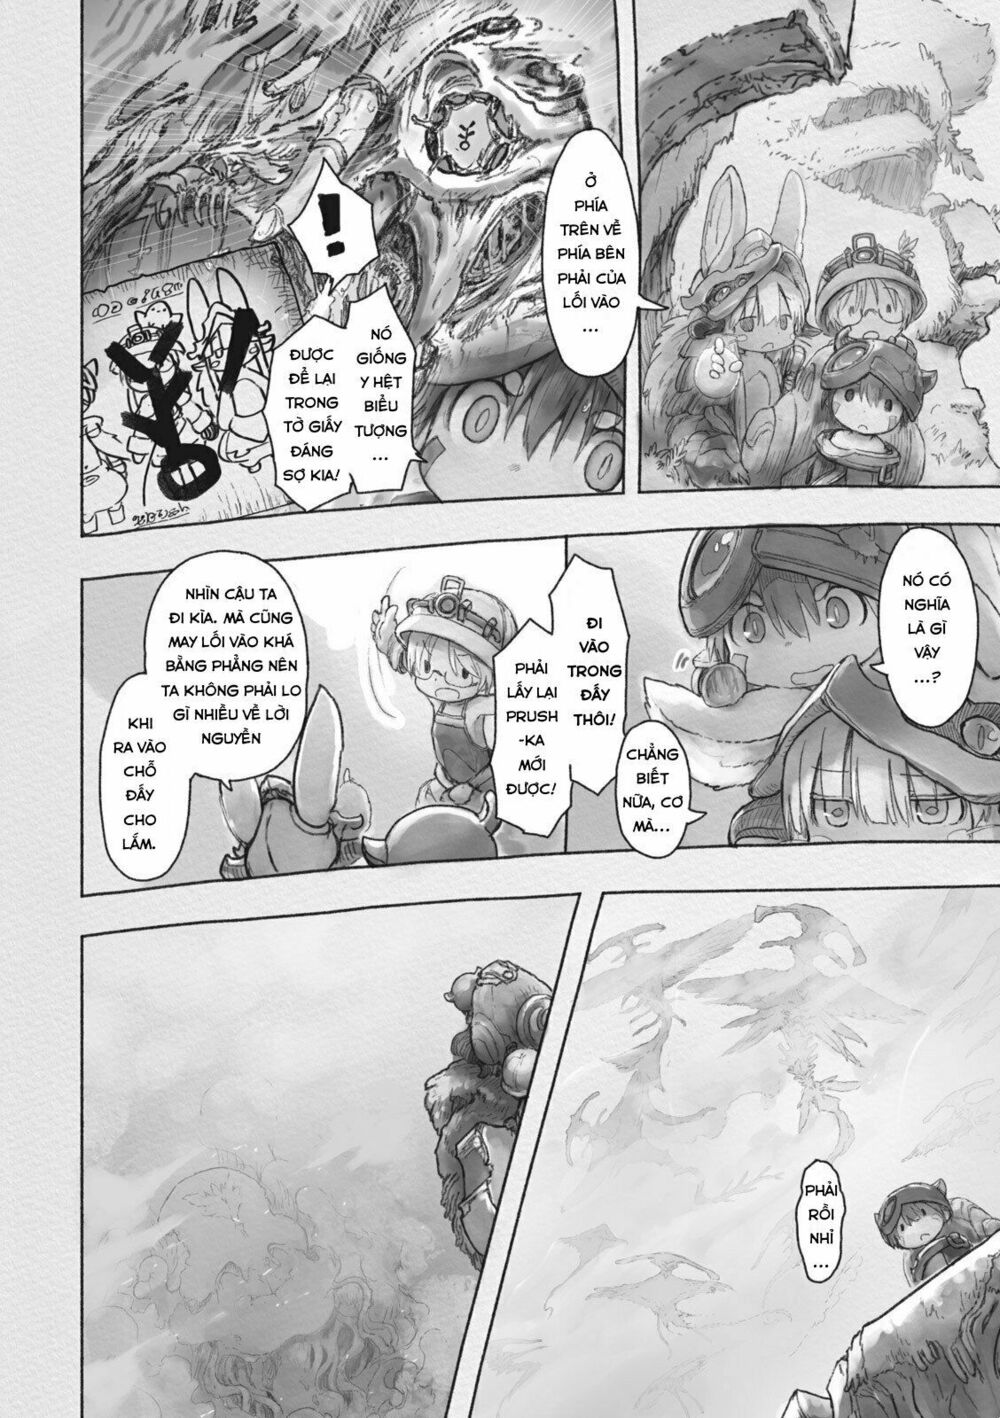 Ở
PHÍA
TRÊN VỀ
PHÍA BÊN
PHẢI CỦA
LỐI VÀO
...
!
NÓ
GIỐNG
Y HỆT
BIỂU
TƯỢNG
...
ĐƯỢC
ĐỂ LẠI
TRONG
TỜ GIẤY
ĐÁNG
SỢ KIA!
NÓ CÓ
NGHĨA
LÀ GÌ
VẬY
...?
CHẲNG
BIẾT
NỮA, CƠ
MÀ...
ĐI
VÀO
TRONG
ĐẤY
THÔI!
PHẢI
LẤY LẠI
PRUSH
-KA
MỚI
ĐƯỢC!
NHÌN CẬU TA
ĐI KÌA. MÀ CŨNG
MAY LỐI VÀO KHÁ
BẰNG PHẲNG NÊN
TA KHÔNG PHẢI LO
GÌ NHIỀU VỀ LỜI
NGUYỀN
KHI
RA VÀO
CHỖ
ĐẤY
CHO
LẮM.
PHẢI
RỒI
NHỈ
...